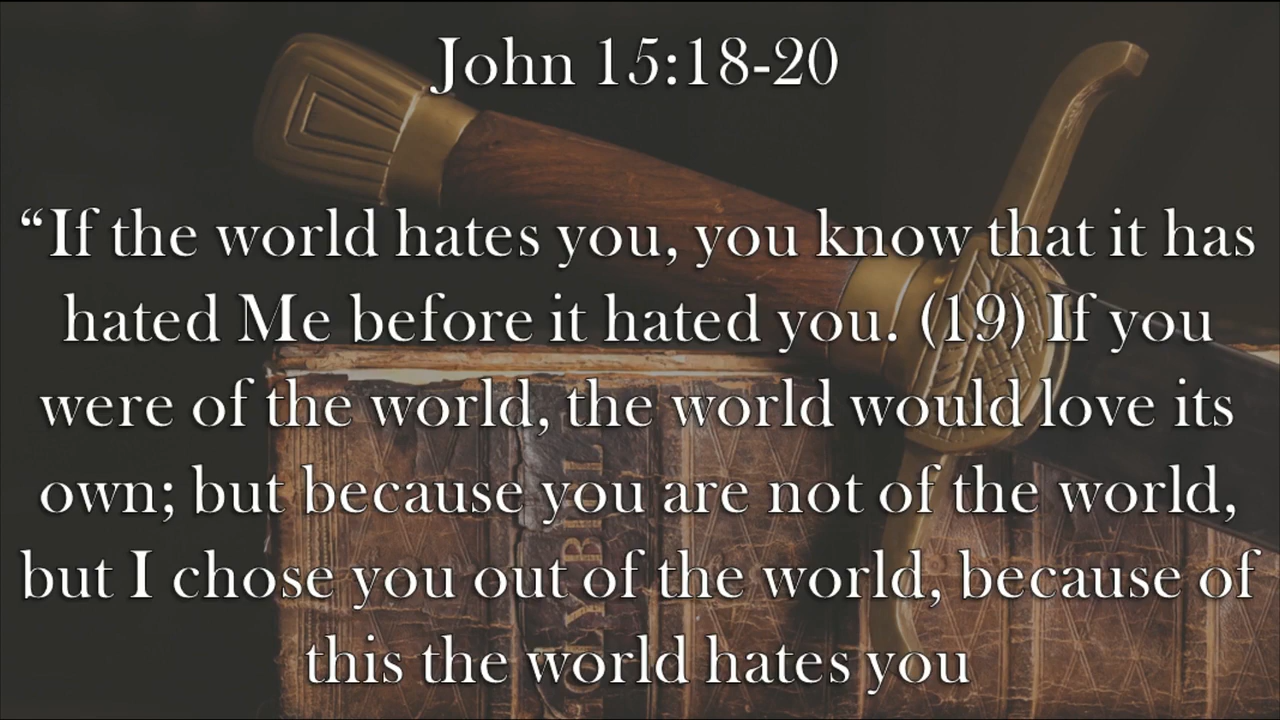 John 15:18-20
“If the world hates you, you know that it has
hated Me before it hated you. (19) If you
were of the world, the world would love its
own; but because you are not of the world,
but I chose you out of the world, because of
this the world hates you